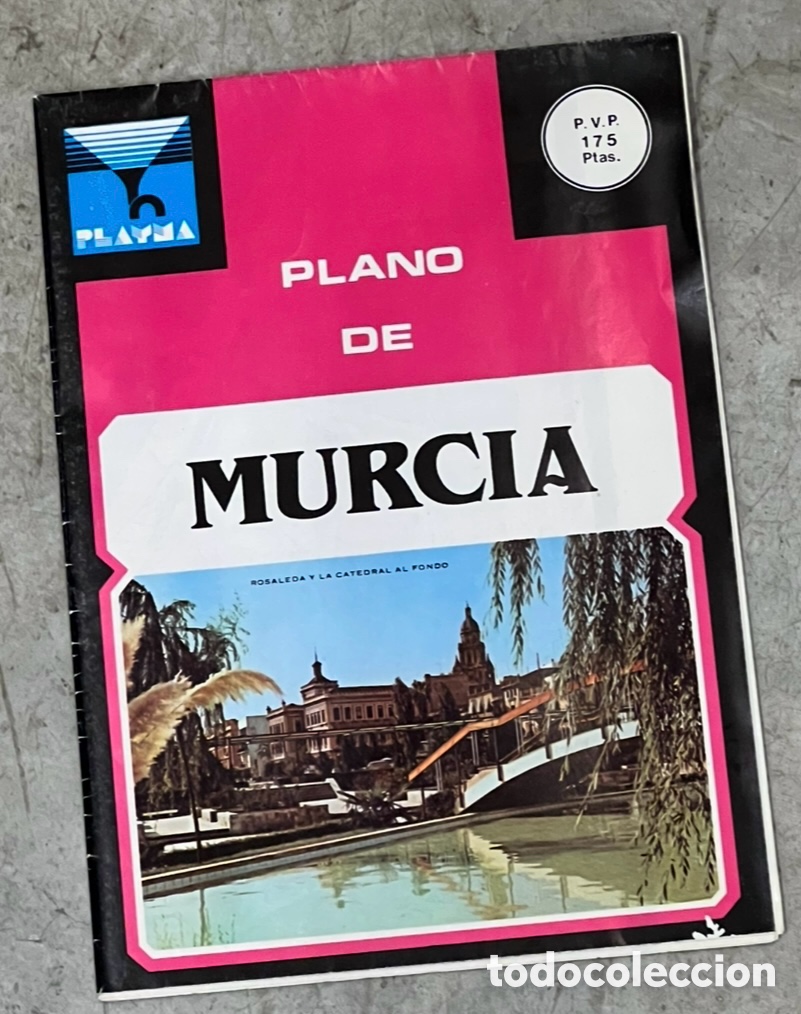 PLAYMA
P.V.P.
175
Ptas.
PLANO
DE
MURCIA
ROSALEDA Y LA CATEDRAL AL FONDO
todocoleccion